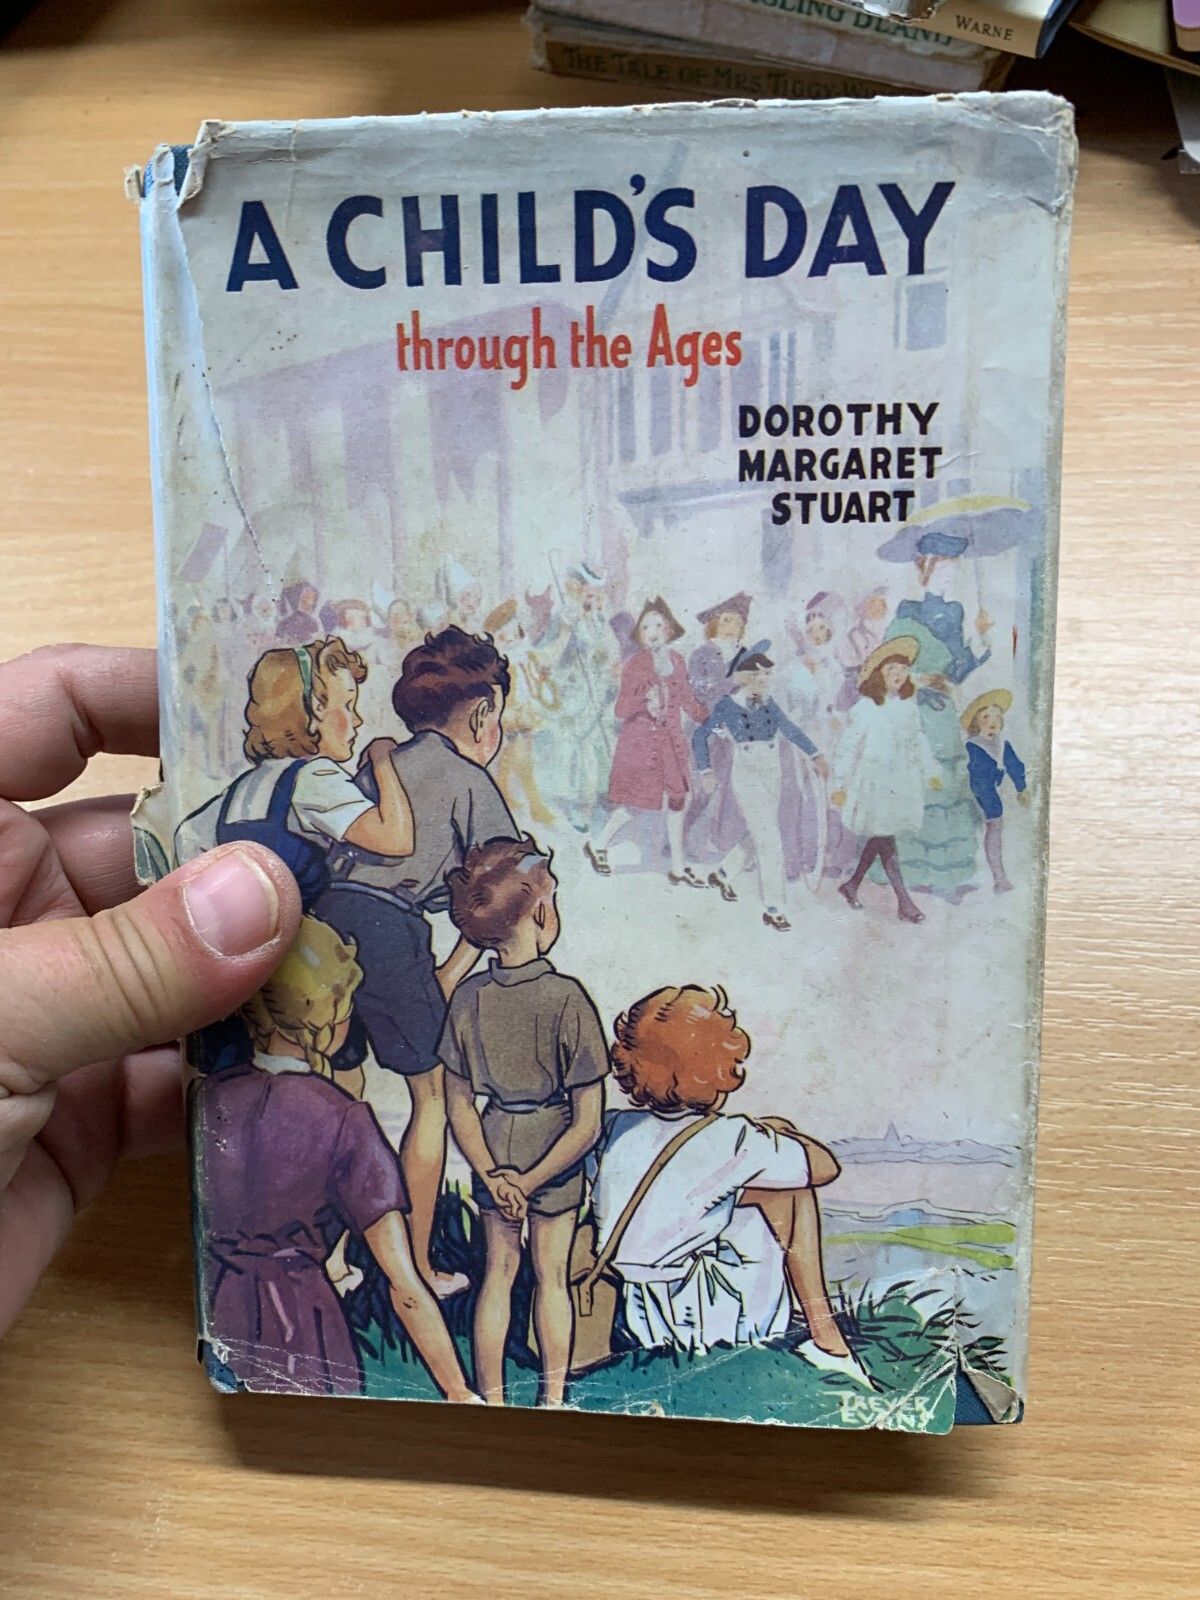 WARNE
THE TALE OF MRS TIGGY-
A CHILD'S DAY
through the Ages
DOROTHY
MARGARET
STUART
TREYER
EVANS